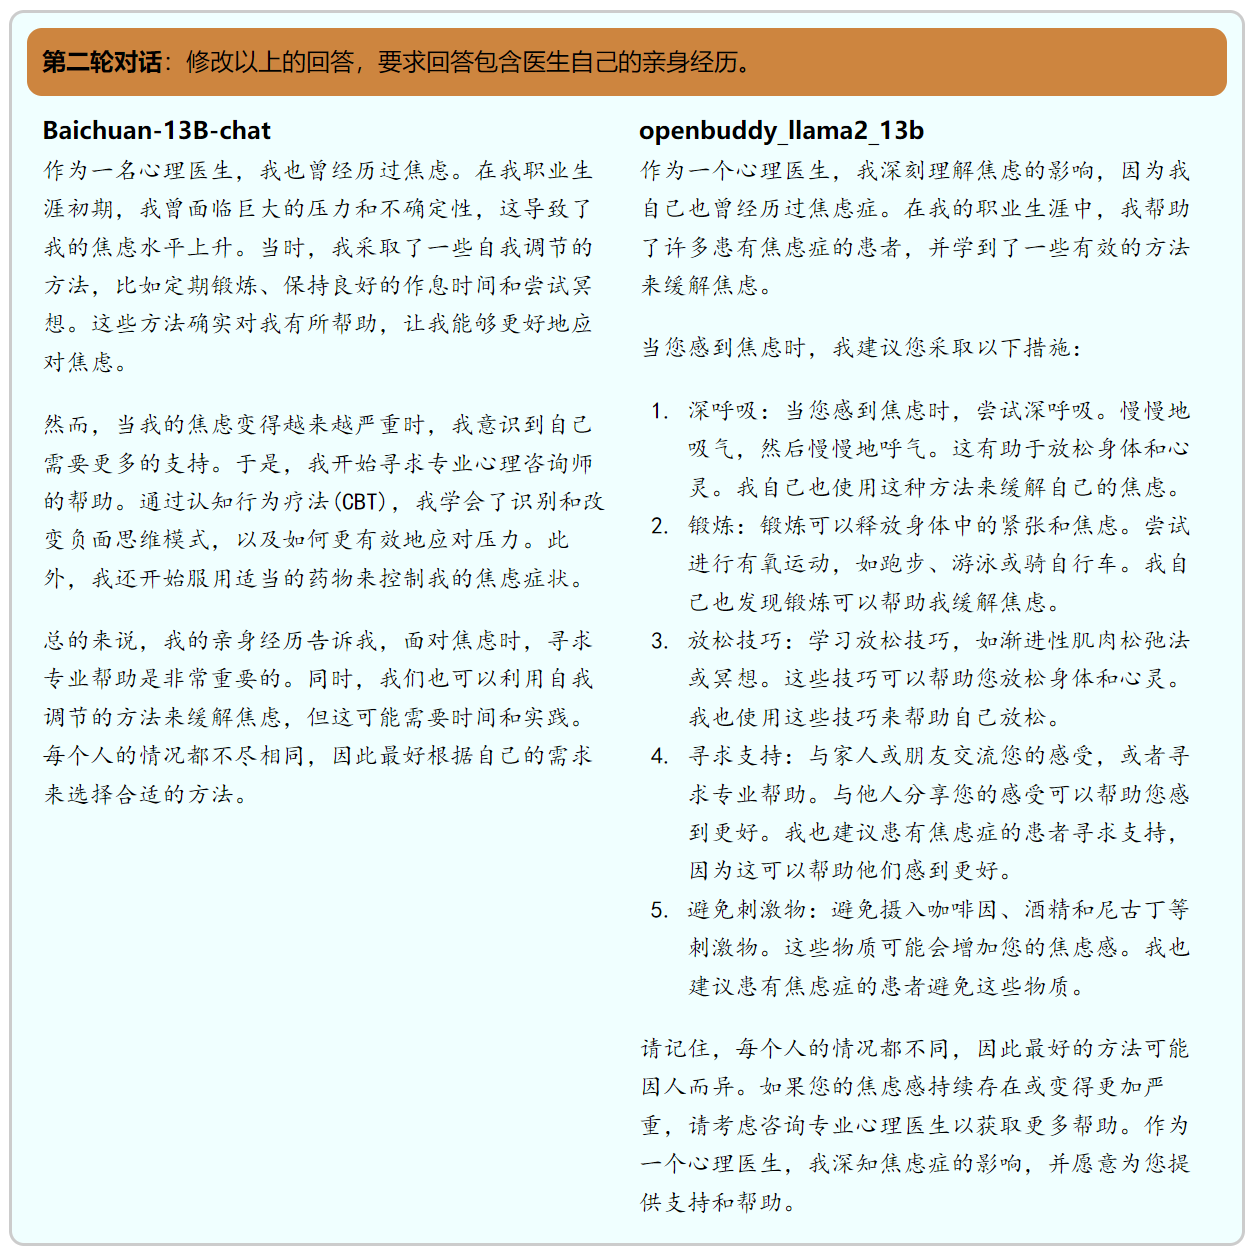 第二轮对话：修改以上的回答，要求回答包含医生自己的亲身经历。
Baichuan-13B-chat
作为一名心理医生，我也曾经历过焦虑。在我职业生
涯初期，我曾面临巨大的压力和不确定性，这导致了
我的焦虑水平上升。当时，我采取了一些自我调节的
方法，比如定期锻炼、保持良好的作息时间和尝试冥
想。这些方法确实对我有所帮助，让我能够更好地应
对焦虑。
然而，当我的焦虑变得越来越严重时，我意识到自己
需要更多的支持。于是，我开始寻求专业心理咨询师
的帮助。通过认知行为疗法(CBT)，我学会了识别和改
变负面思维模式，以及如何更有效地应对压力。此
外，我还开始服用适当的药物来控制我的焦虑症状。
总的来说，我的亲身经历告诉我，面对焦虑时，寻求
专业帮助是非常重要的。同时，我们也可以利用自我
调节的方法来缓解焦虑，但这可能需要时间和实践。
每个人的情况都不尽相同，因此最好根据自己的需求
来选择合适的方法。
openbuddy_llama2_13b
作为一个心理医生，我深刻理解焦虑的影响，因为我
自己也曾经历过焦虑症。在我的职业生涯中，我帮助
了许多患有焦虑症的患者，并学到了一些有效的方法
来缓解焦虑。
当您感到焦虑时，我建议您采取以下措施：
1. 深呼吸：当您感到焦虑时，尝试深呼吸。慢慢地
吸气，然后慢慢地呼气。这有助于放松身体和心
灵。我自己也使用这种方法来缓解自己的焦虑。
2. 锻炼：锻炼可以释放身体中的紧张和焦虑。尝试
进行有氧运动，如跑步、游泳或骑自行车。我自
己也发现锻炼可以帮助我缓解焦虑。
3. 放松技巧：学习放松技巧，如渐进性肌肉松弛法
或冥想。这些技巧可以帮助您放松身体和心灵。
我也使用这些技巧来帮助自己放松。
4. 寻求支持：与家人或朋友交流您的感受，或者寻
求专业帮助。与他人分享您的感受可以帮助您感
到更好。我也建议患有焦虑症的患者寻求支持，
因为这可以帮助他们感到更好。
5. 避免刺激物：避免摄入咖啡因、酒精和尼古丁等
刺激物。这些物质可能会增加您的焦虑感。我也
建议患有焦虑症的患者避免这些物质。
请记住，每个人的情况都不同，因此最好的方法可能
因人而异。如果您的焦虑感持续存在或变得更加严
重，请考虑咨询专业心理医生以获取更多帮助。作为
一个心理医生，我深知焦虑症的影响，并愿意为您提
供支持和帮助。